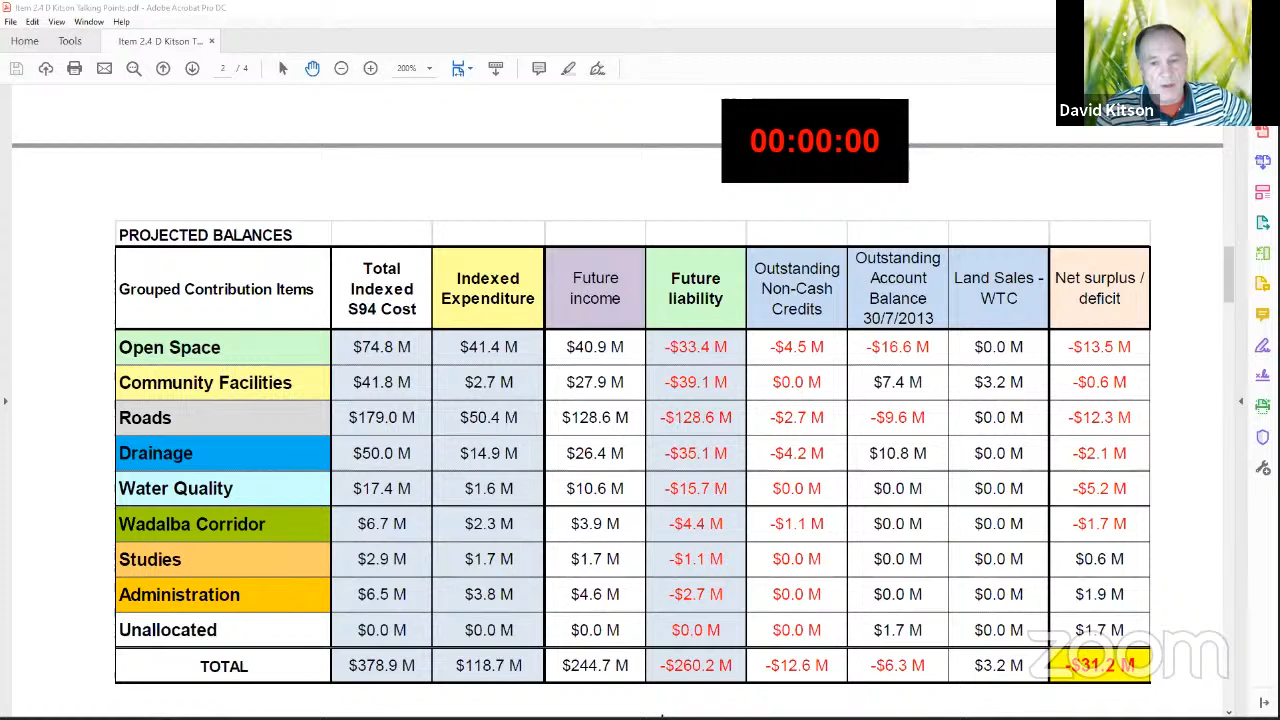 Item 2.4 D Kitson Talking Points.pdf - Adobe Acrobat Pro DC
File Edit View Window Help
Home Tools Item 2.4 D Kitson T... ×
2 / 4 200%
David Kitson
00:00:00
PROJECTED BALANCES
Grouped Contribution Items Total Indexed S94 Cost Indexed Expenditure Future income Future liability Outstanding Non-Cash Credits Outstanding Account Balance 30/7/2013 Land Sales - WTC Net surplus / deficit
Open Space $74.8 M $41.4 M $40.9 M -$33.4 M -$4.5 M -$16.6 M $0.0 M -$13.5 M
Community Facilities $41.8 M $2.7 M $27.9 M -$39.1 M $0.0 M $7.4 M $3.2 M -$0.6 M
Roads $179.0 M $50.4 M $128.6 M -$128.6 M -$2.7 M -$9.6 M $0.0 M -$12.3 M
Drainage $50.0 M $14.9 M $26.4 M -$35.1 M -$4.2 M $10.8 M $0.0 M -$2.1 M
Water Quality $17.4 M $1.6 M $10.6 M -$15.7 M $0.0 M $0.0 M $0.0 M -$5.2 M
Wadalba Corridor $6.7 M $2.3 M $3.9 M -$4.4 M -$1.1 M $0.0 M $0.0 M -$1.7 M
Studies $2.9 M $1.7 M $1.7 M -$1.1 M $0.0 M $0.0 M $0.0 M $0.6 M
Administration $6.5 M $3.8 M $4.6 M -$2.7 M $0.0 M $0.0 M $0.0 M $1.9 M
Unallocated $0.0 M $0.0 M $0.0 M $0.0 M $0.0 M $1.7 M $0.0 M $1.7 M
TOTAL $378.9 M $118.7 M $244.7 M -$260.2 M -$12.6 M -$6.3 M $3.2 M -$31.2 M
zoom